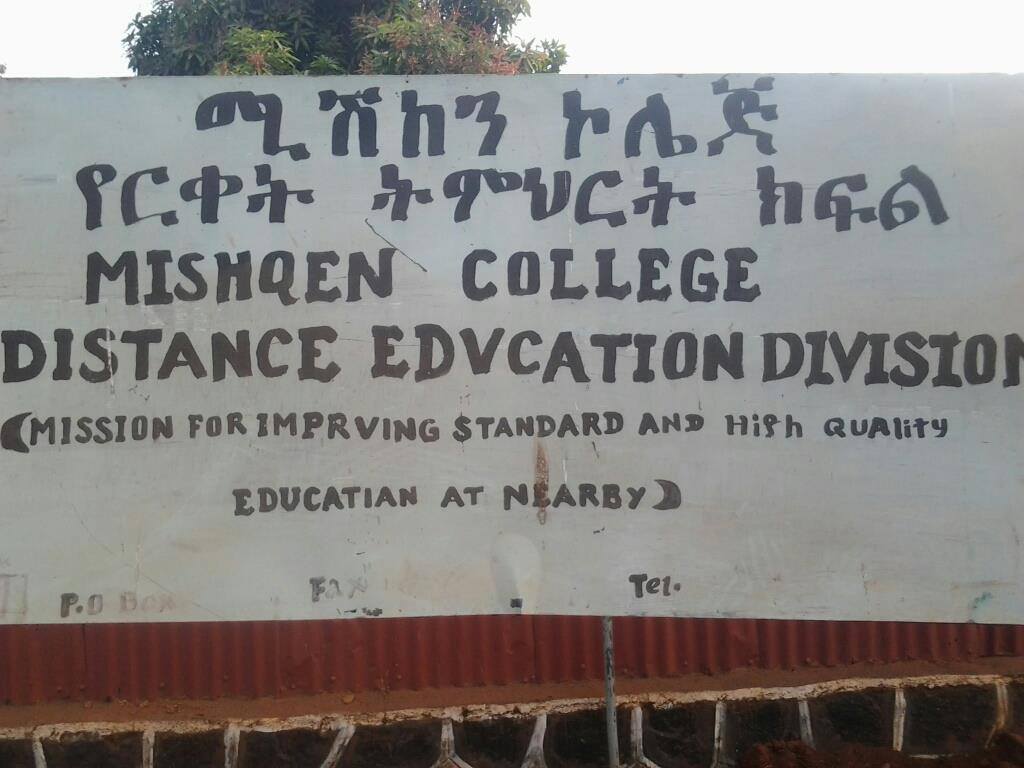 ሚሽከን ኮሌጅ
የርቀት ትምህርት ክፍል
MISHQEN COLLEGE
DISTANCE EDVCATION DIVISION
(MISSION FOR IMPRVING STANDARD AND High QUALity
EDUCATIAN AT NEARBY)
P.O Box Fax Tel.